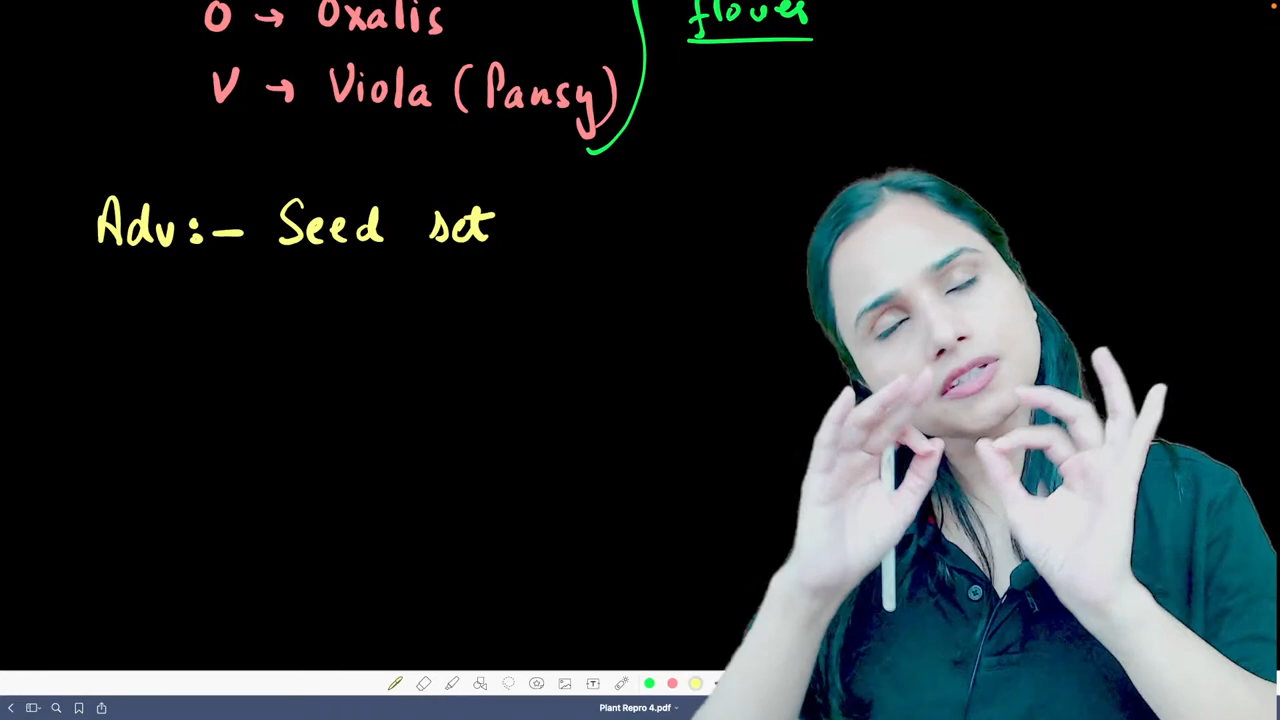 O → Oxalis
flower
V → Viola (Pansy)
Adv:- Seed set
Plant Repro 4.pdf